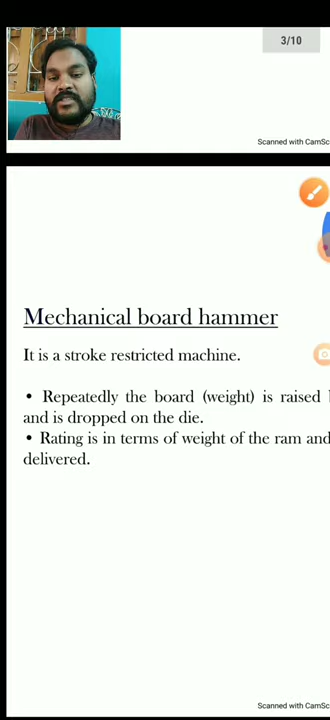 3/10
Scanned with CamSc
Mechanical board hammer
It is a stroke restricted machine.
• Repeatedly the board (weight) is raised
and is dropped on the die.
• Rating is in terms of weight of the ram and
delivered.
Scanned with CamSc